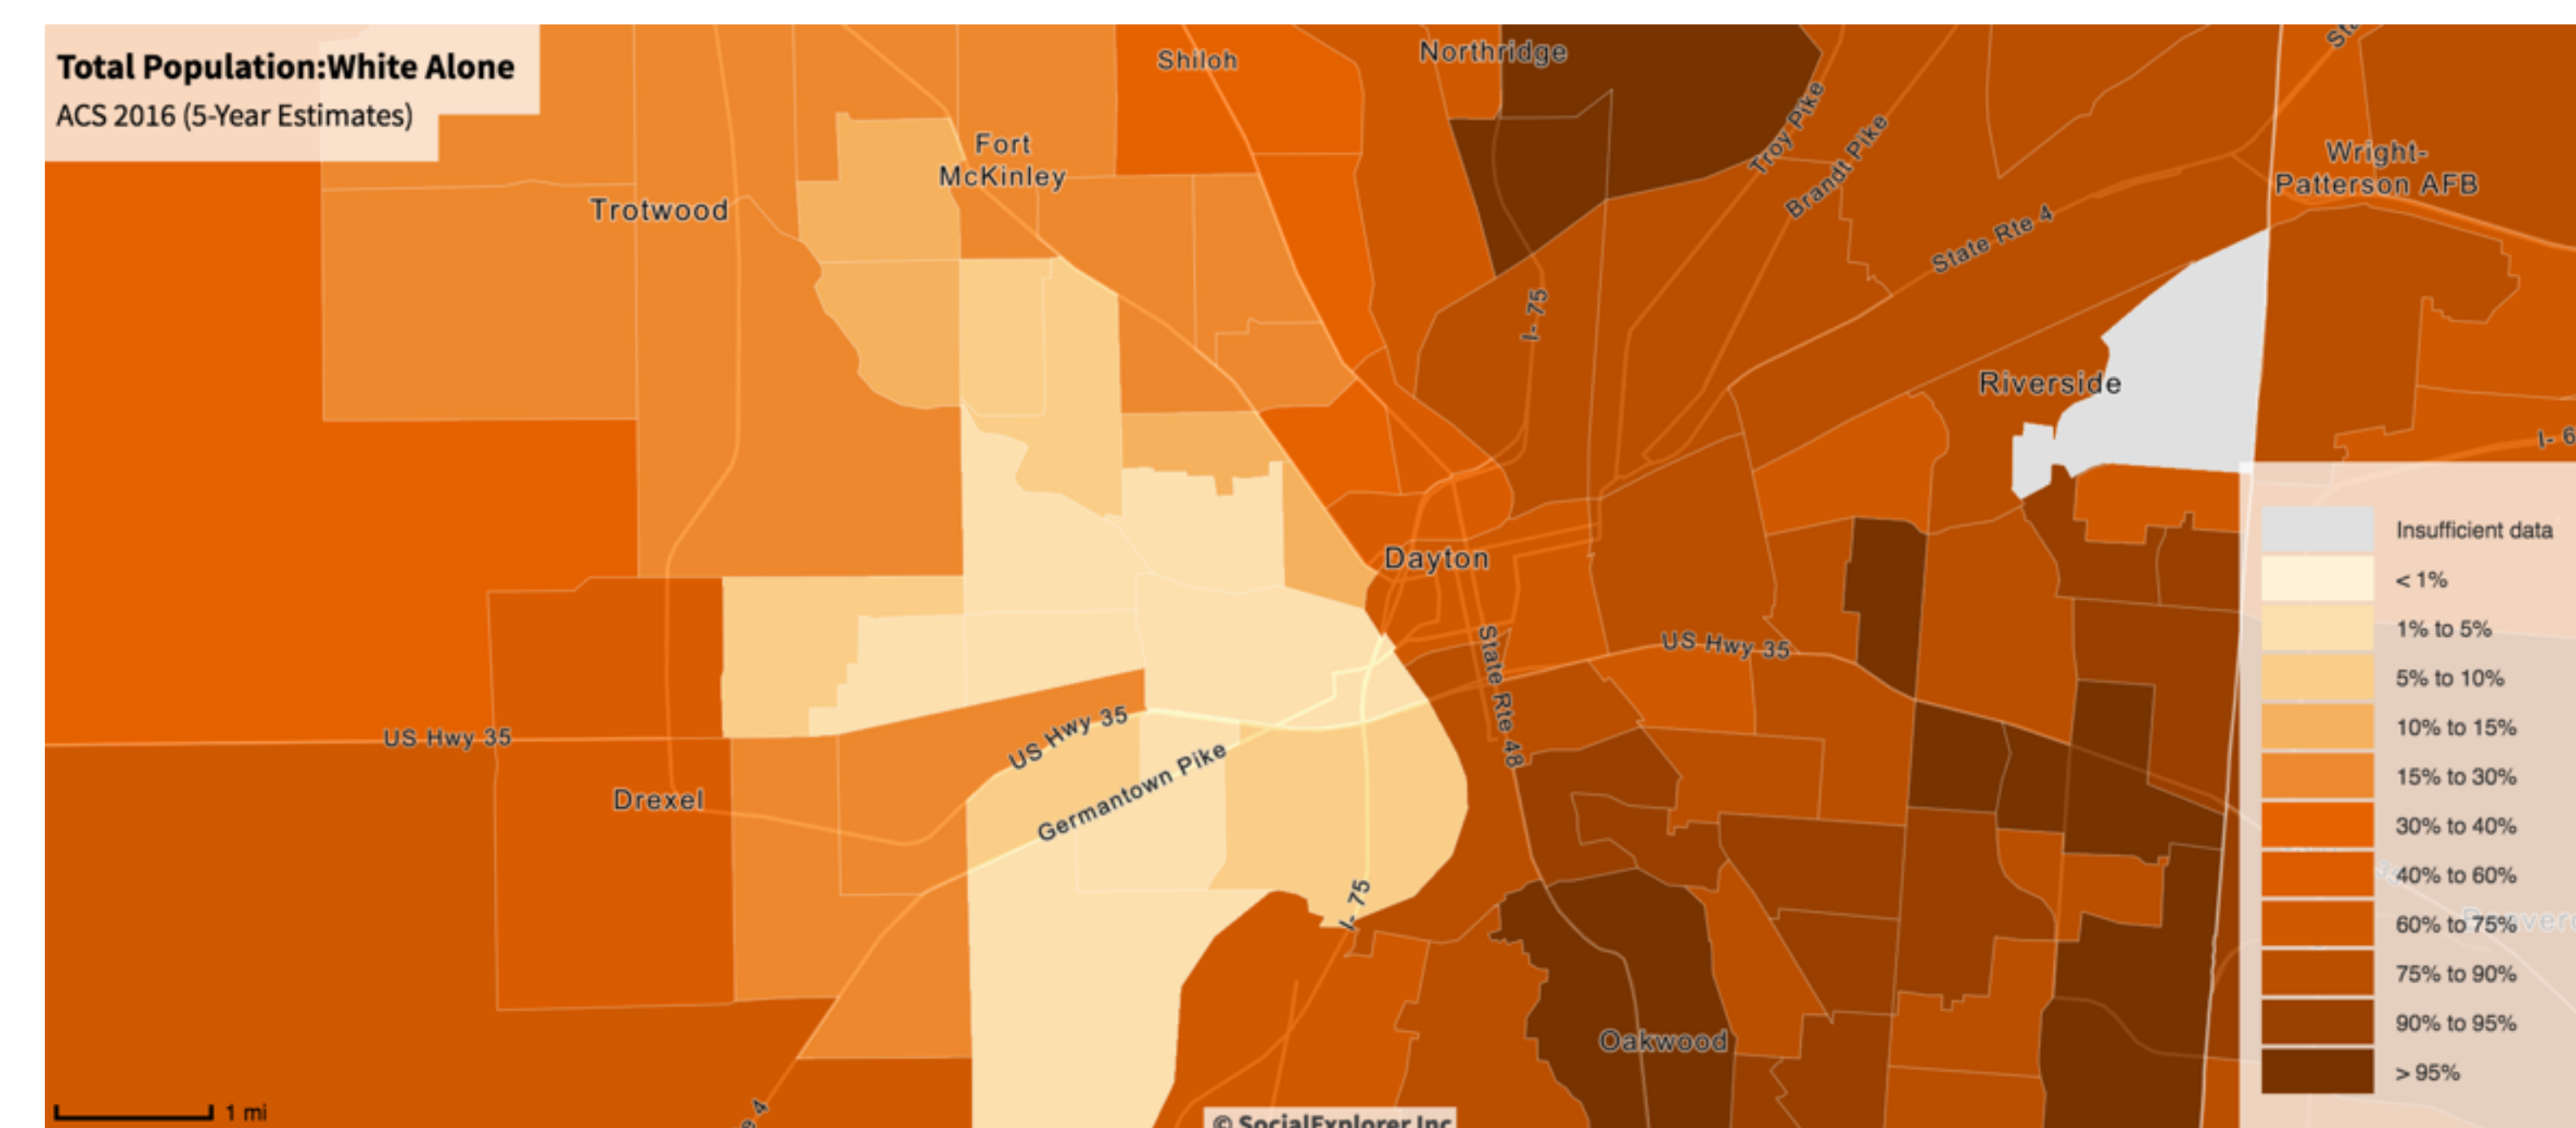 Total Population:White Alone
ACS 2016 (5-Year Estimates)
Shiloh
Northridge
Fort
McKinley
Trotwood
Troy Pike
Brandt Pike
State Rte 4
Wright-
Patterson AFB
I- 75
Riverside
I- 6
Dayton
US Hwy 35
State Rte 48
US Hwy 35
US Hwy 35
Germantown Pike
Drexel
I- 75
Oakwood
Insufficient data
< 1%
1% to 5%
5% to 10%
10% to 15%
15% to 30%
30% to 40%
40% to 60%
60% to 75%
75% to 90%
90% to 95%
> 95%
1 mi
© SocialExplorer Inc